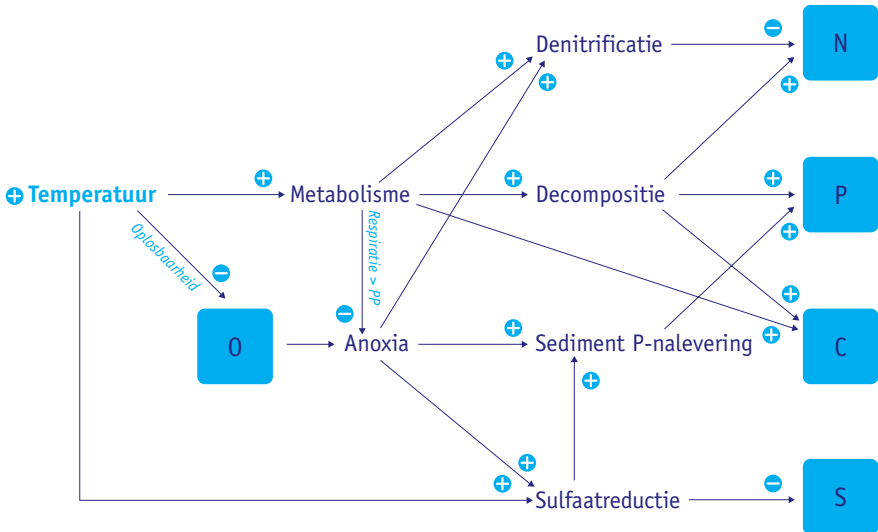 Denitrificatie
N
Temperatuur
Metabolisme
Decompositie
P
Oplosbaarheid
Respiratie > PP
O
Anoxia
Sediment P-nalevering
C
Sulfaatreductie
S